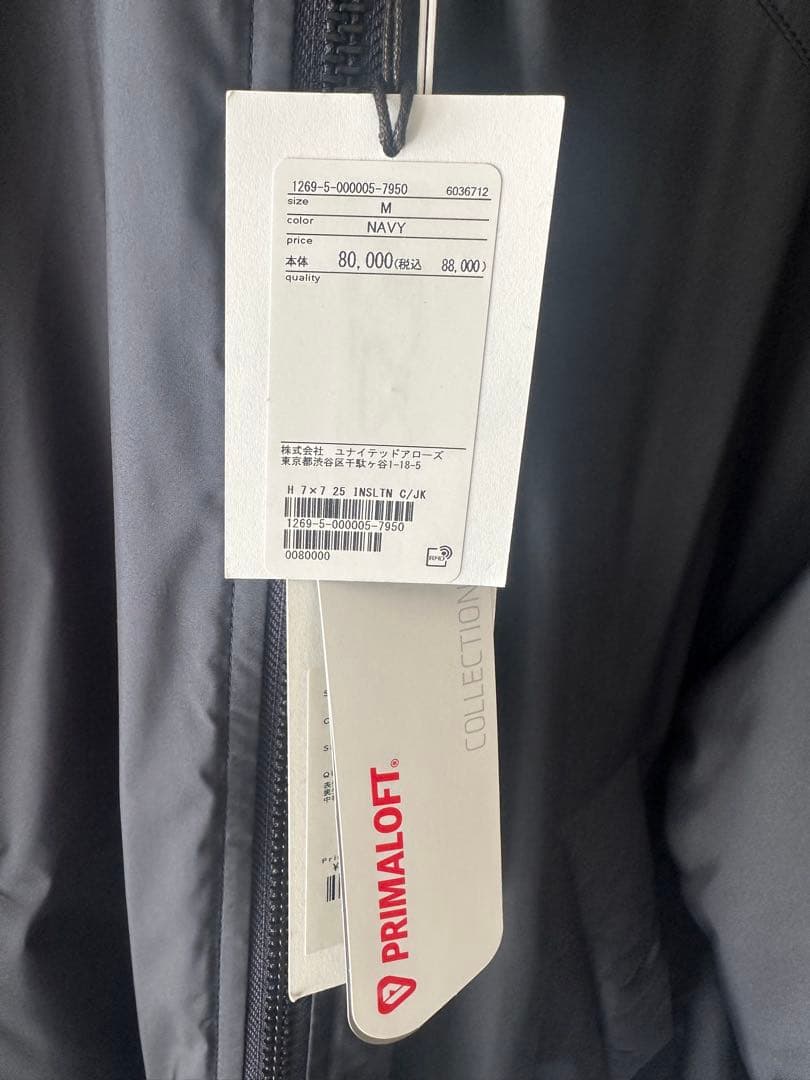 1269-5-000005-7950 6036712
size
M
color
NAVY
price
本体 80,000(税込 88,000)
quality
株式会社 ユナイテッドアローズ
東京都渋谷区千駄ヶ谷1-18-5
H 7×7 25 INSLTN C/JK
1269-5-000005-7950
0080000
RFID
COLLECTION
PRIMALOFT®